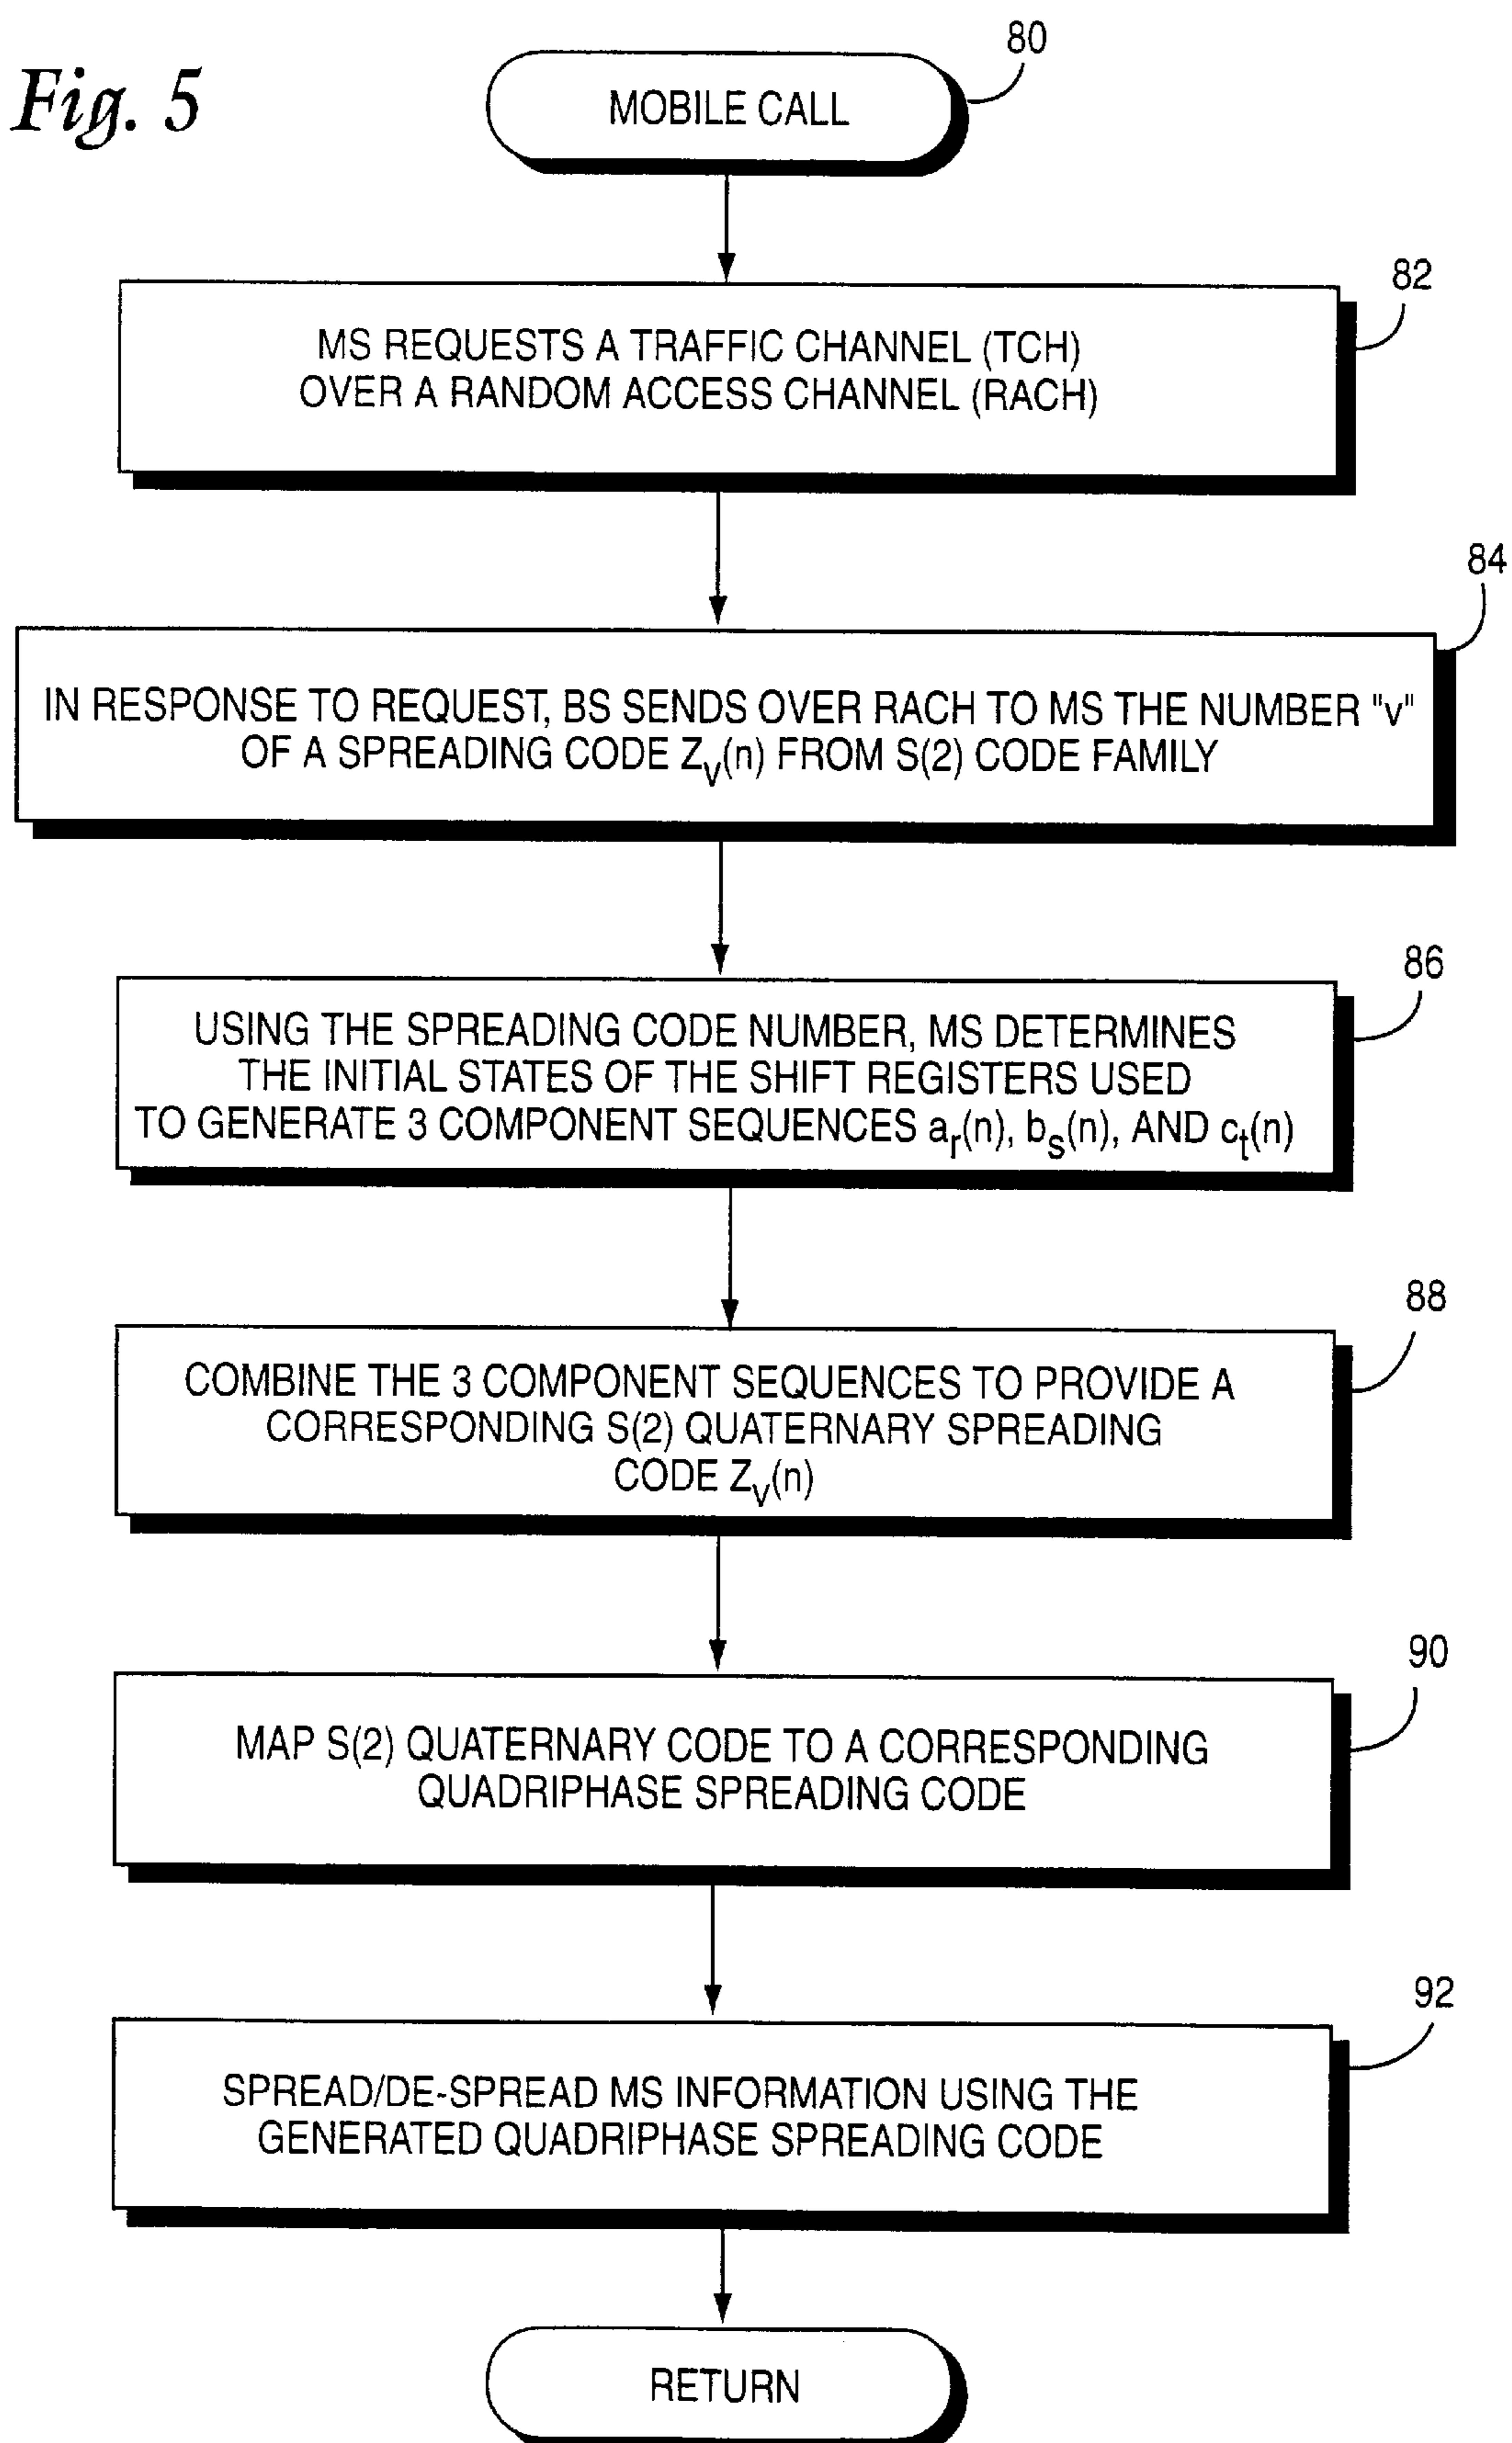 Fig. 5
80
MOBILE CALL
82
MS REQUESTS A TRAFFIC CHANNEL (TCH)
OVER A RANDOM ACCESS CHANNEL (RACH)
84
IN RESPONSE TO REQUEST, BS SENDS OVER RACH TO MS THE NUMBER "v"
OF A SPREADING CODE Zv(n) FROM S(2) CODE FAMILY
86
USING THE SPREADING CODE NUMBER, MS DETERMINES
THE INITIAL STATES OF THE SHIFT REGISTERS USED
TO GENERATE 3 COMPONENT SEQUENCES ar(n), bs(n), AND ct(n)
88
COMBINE THE 3 COMPONENT SEQUENCES TO PROVIDE A
CORRESPONDING S(2) QUATERNARY SPREADING
CODE Zv(n)
90
MAP S(2) QUATERNARY CODE TO A CORRESPONDING
QUADRIPHASE SPREADING CODE
92
SPREAD/DE-SPREAD MS INFORMATION USING THE
GENERATED QUADRIPHASE SPREADING CODE
RETURN